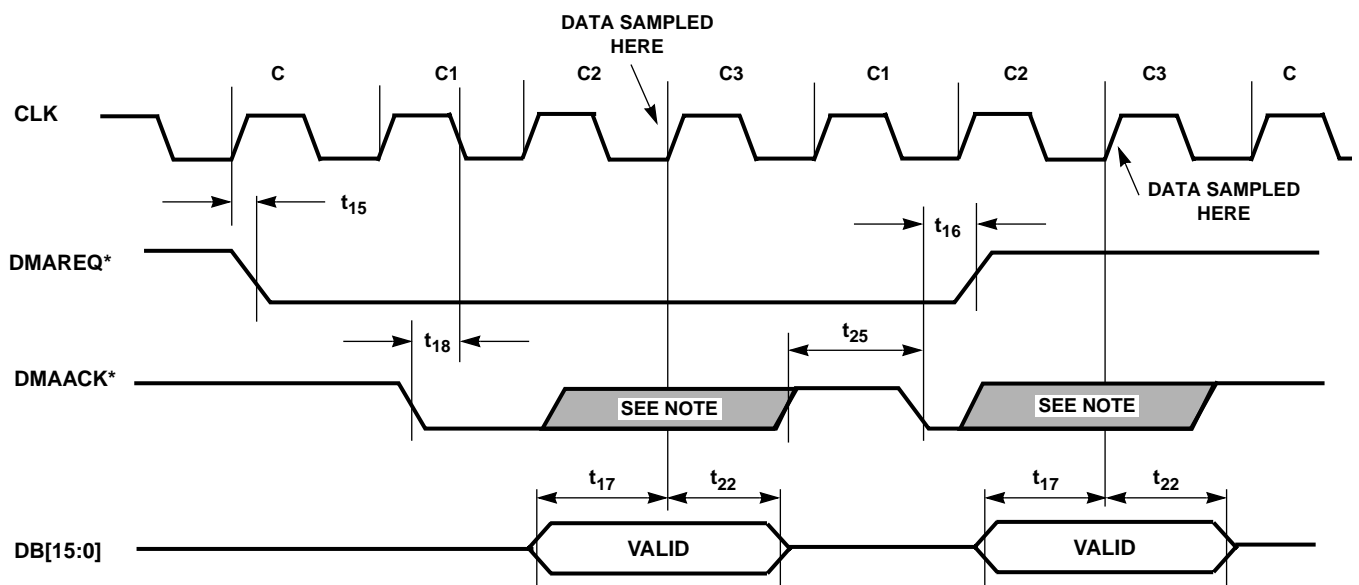 DATA SAMPLED
HERE
C C1 C2 C3 C1 C2 C3 C
CLK
DATA SAMPLED
HERE
t15
t16
DMAREQ*
t18
t25
DMAACK*
SEE NOTE SEE NOTE
t17 t22 t17 t22
DB[15:0]
VALID VALID